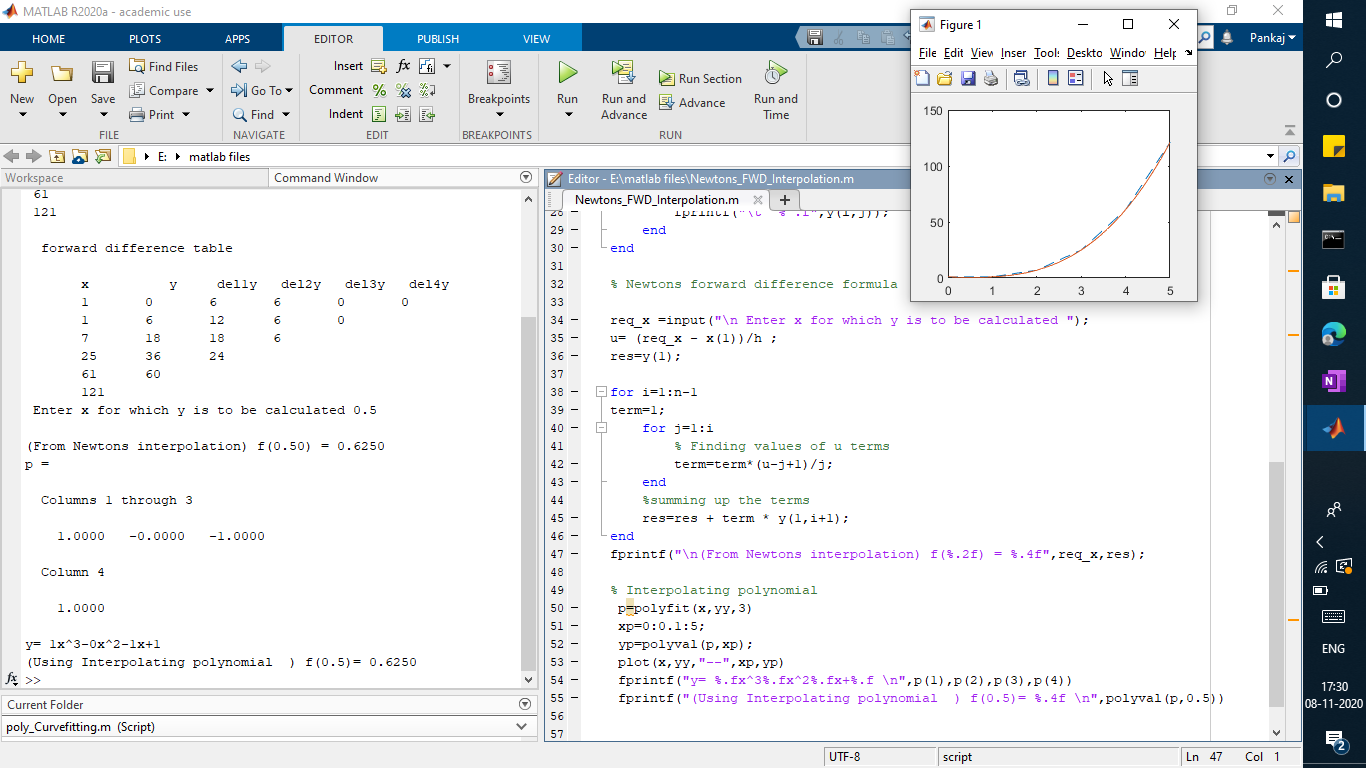 MATLAB R2020a - academic use
HOME PLOTS APPS EDITOR PUBLISH VIEW Pankaj
New Open Save Find Files Compare Print
FILE
Go To Find
NAVIGATE
Insert fx
Comment
Indent
EDIT
Breakpoints
BREAKPOINTS
Run Run and Advance Run Section Advance Run and Time
RUN
E: matlab files
Workspace
Command Window
61
121
forward difference table
x y del1y del2y del3y del4y
1 0 6 6 0 0
1 6 12 6 0
7 18 18 6
25 36 24
61 60
121
Enter x for which y is to be calculated 0.5
(From Newtons interpolation) f(0.50) = 0.6250
p =
Columns 1 through 3
1.0000 -0.0000 -1.0000
Column 4
1.0000
y= 1x^3-0x^2-1x+1
(Using Interpolating polynomial  ) f(0.5)= 0.6250
fx >>
Current Folder
poly_Curvefitting.m (Script)
Editor - E:\matlab files\Newtons_FWD_Interpolation.m
Newtons_FWD_Interpolation.m
29 end
30 end
31
32 % Newtons forward difference formula
33
34 req_x =input("\n Enter x for which y is to be calculated ");
35 u= (req_x - x(1))/h ;
36 res=y(1);
37
38 for i=1:n-1
39 term=1;
40 for j=1:i
41 % Finding values of u terms
42 term=term*(u-j+1)/j;
43 end
44 %summing up the terms
45 res=res + term * y(1,i+1);
46 end
47 fprintf("\n(From Newtons interpolation) f(%.2f) = %.4f",req_x,res);
48
49 % Interpolating polynomial
50 p=polyfit(x,yy,3)
51 xp=0:0.1:5;
52 yp=polyval(p,xp);
53 plot(x,yy,"--",xp,yp)
54 fprintf("y= %.fx^3%.fx^2%.fx+%.f \n",p(1),p(2),p(3),p(4))
55 fprintf("(Using Interpolating polynomial  ) f(0.5)= %.4f \n",polyval(p,0.5))
56
57
UTF-8 script Ln 47 Col 1
Figure 1
File Edit View Inser Tools Deskto Windo Help
150
100
50
0
0 1 2 3 4 5
ENG
17:30
08-11-2020
2